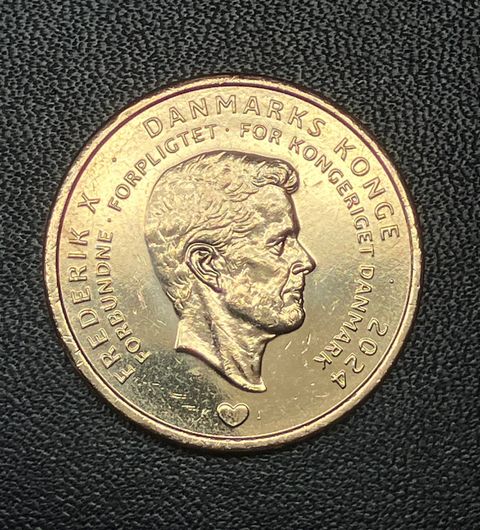 FREDERIK X · DANMARKS KONGE 2024
FORBUNDNE · FORPLIGTET · FOR KONGERIGET DANMARK